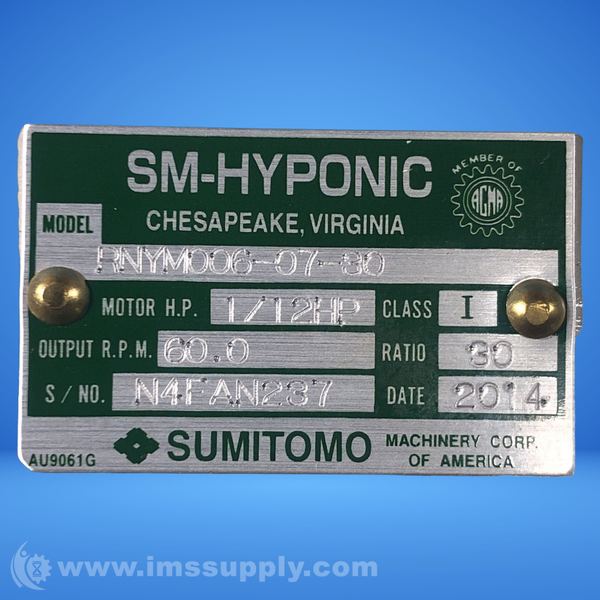 SM-HYPONIC
MEMBER OF
AGMA
CHESAPEAKE, VIRGINIA
MODEL
RNYM006-07-30
MOTOR H.P. 1/12HP CLASS I
OUTPUT R.P.M. 60.0 RATIO 30
S/NO. N4FAN237 DATE 2014
SUMITOMO MACHINERY CORP.
OF AMERICA
AU9061G
www.imssupply.com